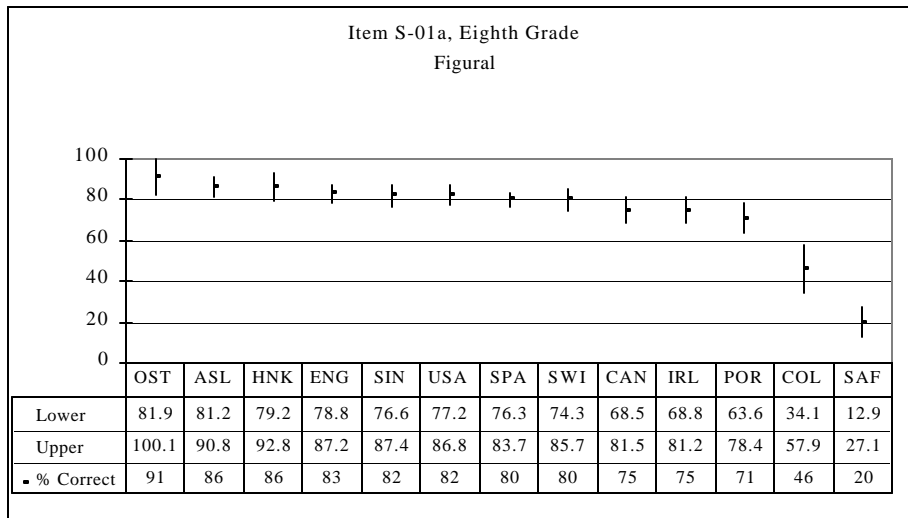 Item S-01a, Eighth Grade
Figural
100
80
60
40
20
0
OST ASL HNK ENG SIN USA SPA SWI CAN IRL POR COL SAF
Lower 81.9 81.2 79.2 78.8 76.6 77.2 76.3 74.3 68.5 68.8 63.6 34.1 12.9
Upper 100.1 90.8 92.8 87.2 87.4 86.8 83.7 85.7 81.5 81.2 78.4 57.9 27.1
% Correct 91 86 86 83 82 82 80 80 75 75 71 46 20